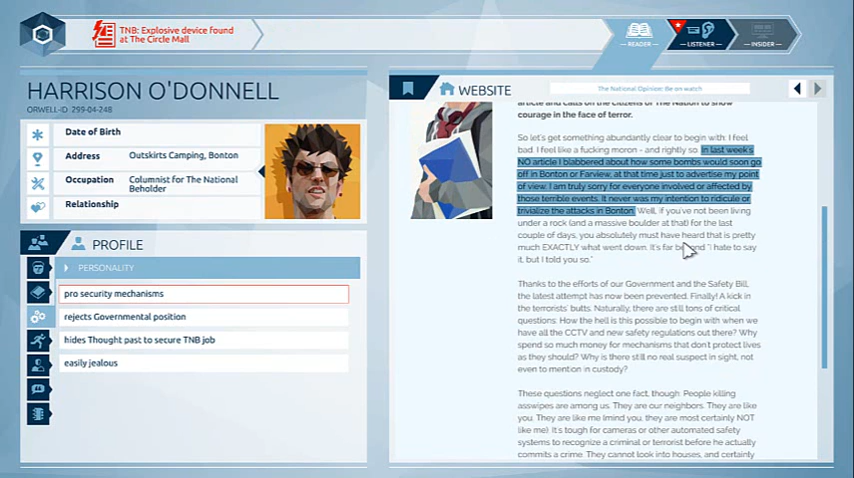 TNB: Explosive device found
at The Circle Mall
READER
LISTENER
INSIDER
HARRISON O'DONNELL
ORWELL-ID 299-04-248
Date of Birth
Address Outskirts Camping, Bonton
Occupation Columnist for The National
Beholder
Relationship
PROFILE
PERSONALITY
pro security mechanisms
rejects Governmental position
hides Thought past to secure TNB job
easily jealous
WEBSITE
The National Opinion: Be on watch
article and calls on the Citizens of The Nation to show
courage in the face of terror.
So let's get something abundantly clear to begin with: I feel
bad. I feel like a fucking moron - and rightly so. In last week's
NO article I blabbered about how some bombs would soon go
off in Bonton or Farview, at that time just to advertise my point
of view. I am truly sorry for everyone involved or affected by
those terrible events. It never was my intention to ridicule or
trivialize the attacks in Bonton. Well, if you've not been living
under a rock (and a massive boulder at that) for the last
couple of days, you absolutely must have heard that is pretty
much EXACTLY what went down. It's far beyond "I hate to say
it, but I told you so."
Thanks to the efforts of our Government and the Safety Bill,
the latest attempt has now been prevented. Finally! A kick in
the terrorists' butts. Naturally, there are still tons of critical
questions: How the hell is this possible to begin with when we
have all the CCTV and new safety regulations out there? Why
spend so much money for mechanisms that don't protect lives
as they should? Why is there still no real suspect in sight, not
even to mention in custody?
These questions neglect one fact, though: People killing
asswipes are among us. They are our neighbors. They are like
you. They are like me (mind you, they are most certainly NOT
like me). It's tough for cameras or other automated safety
systems to recognize a criminal or terrorist before he actually
commits a crime. They cannot look into houses, and certainly